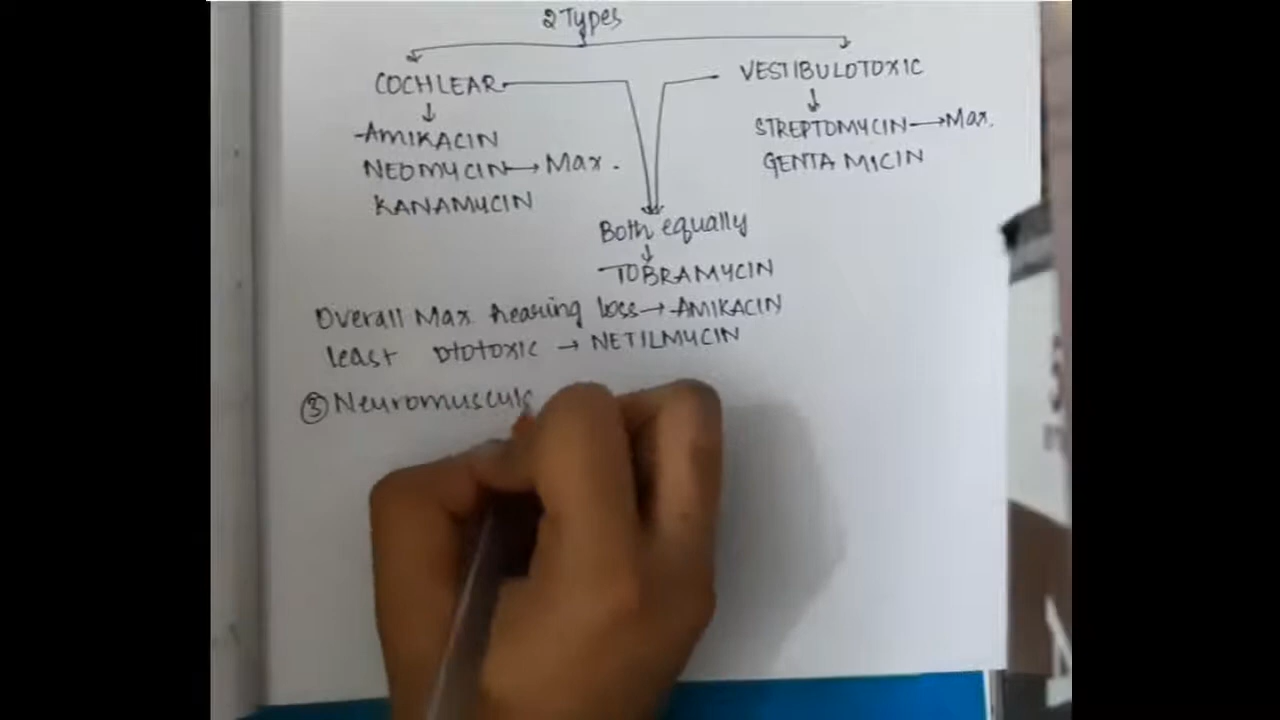 2 Types
COCHLEAR
VESTIBULOTOXIC
AMIKACIN
NEOMYCIN → Max.
KANAMYCIN
STREPTOMYCIN → Max.
GENTAMICIN
Both equally
TOBRAMYCIN
Overall Max hearing loss → AMIKACIN
least ototoxic → NETILMYCIN
③ Neuromuscul